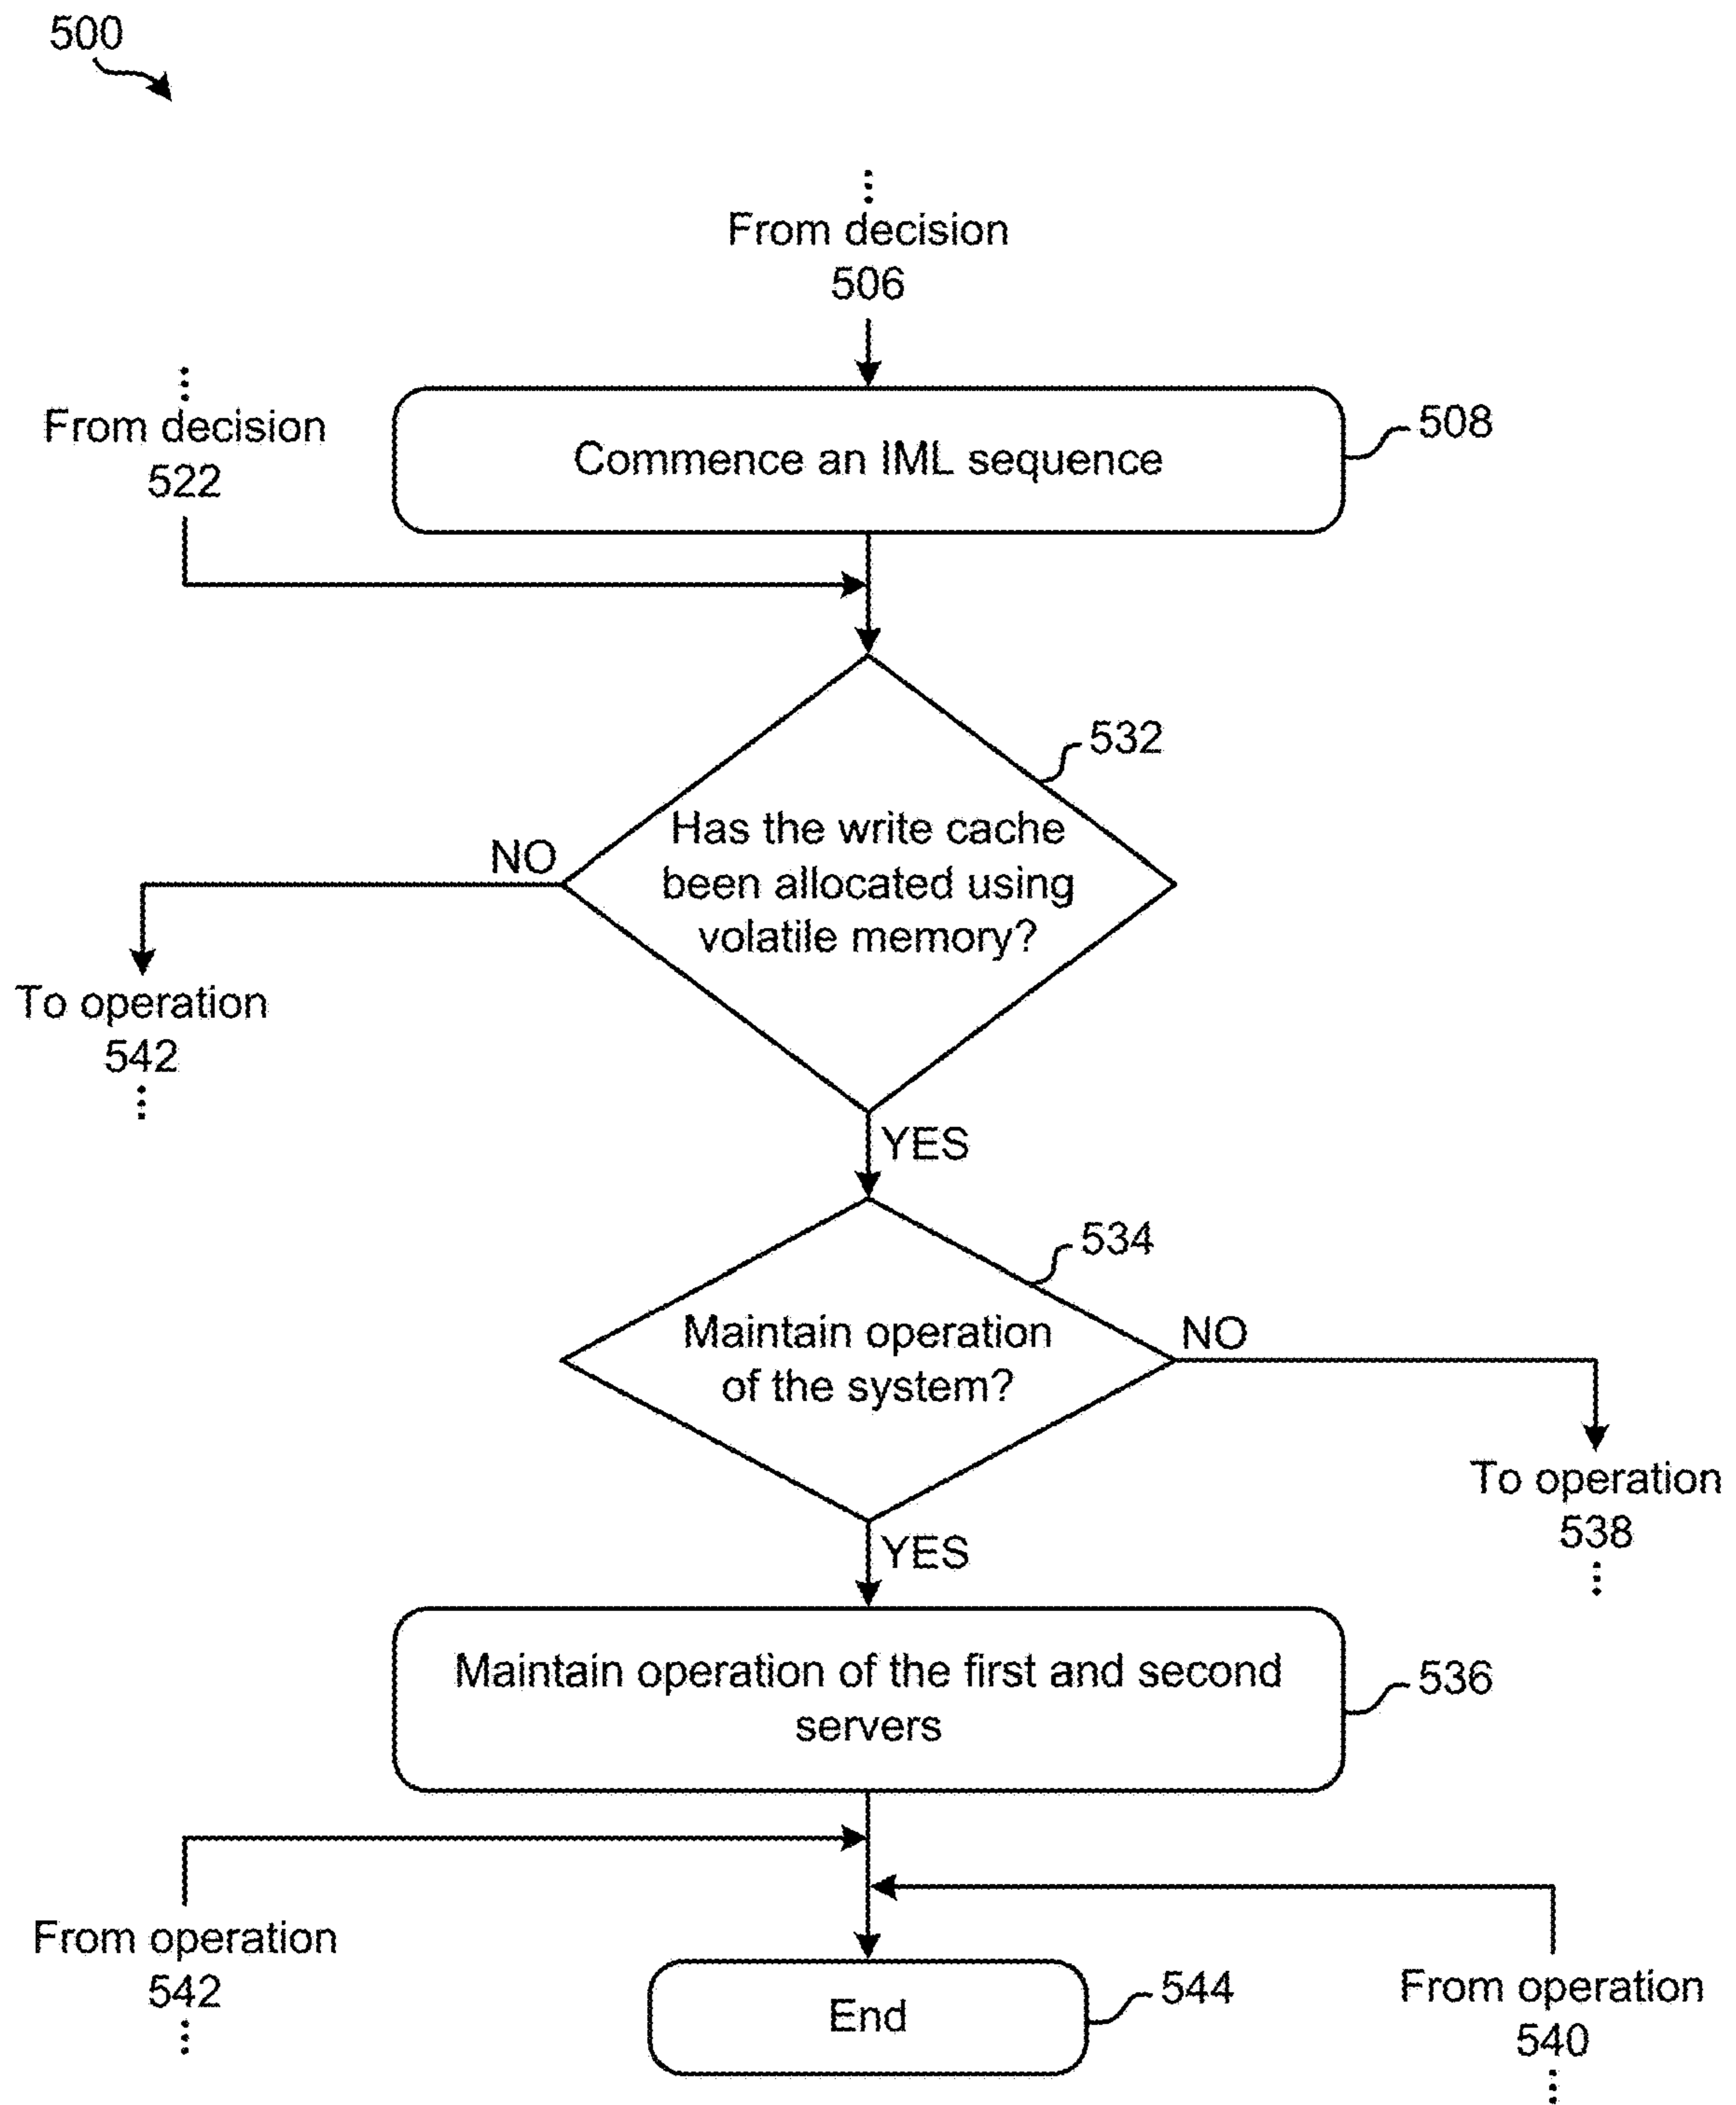 500
From decision
506
From decision
522
Commence an IML sequence
508
532
Has the write cache
been allocated using
volatile memory?
NO
To operation
542
YES
534
Maintain operation
of the system?
NO
To operation
538
YES
Maintain operation of the first and second
servers
536
From operation
542
End
544
From operation
540